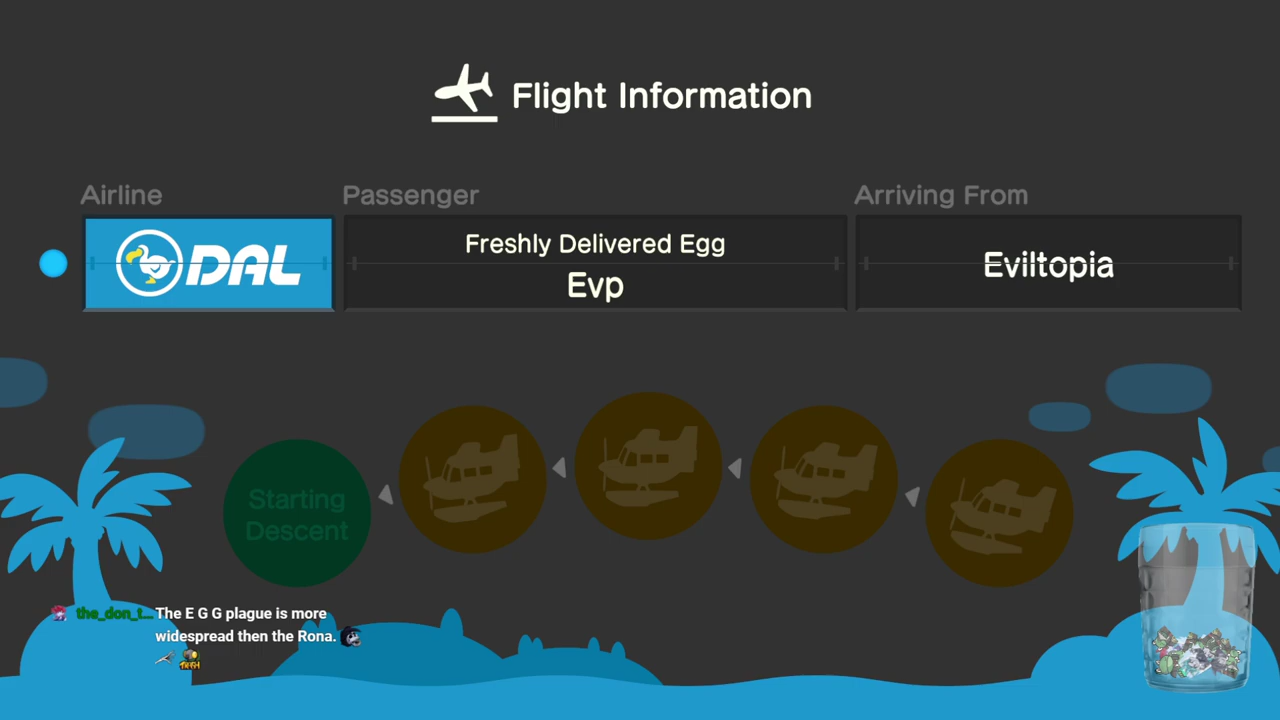 Flight Information
Airline
Passenger
Arriving From
DAL
Freshly Delivered Egg
Evp
Eviltopia
Starting
Descent
the_don_t... The E G G plague is more
widespread then the Rona.